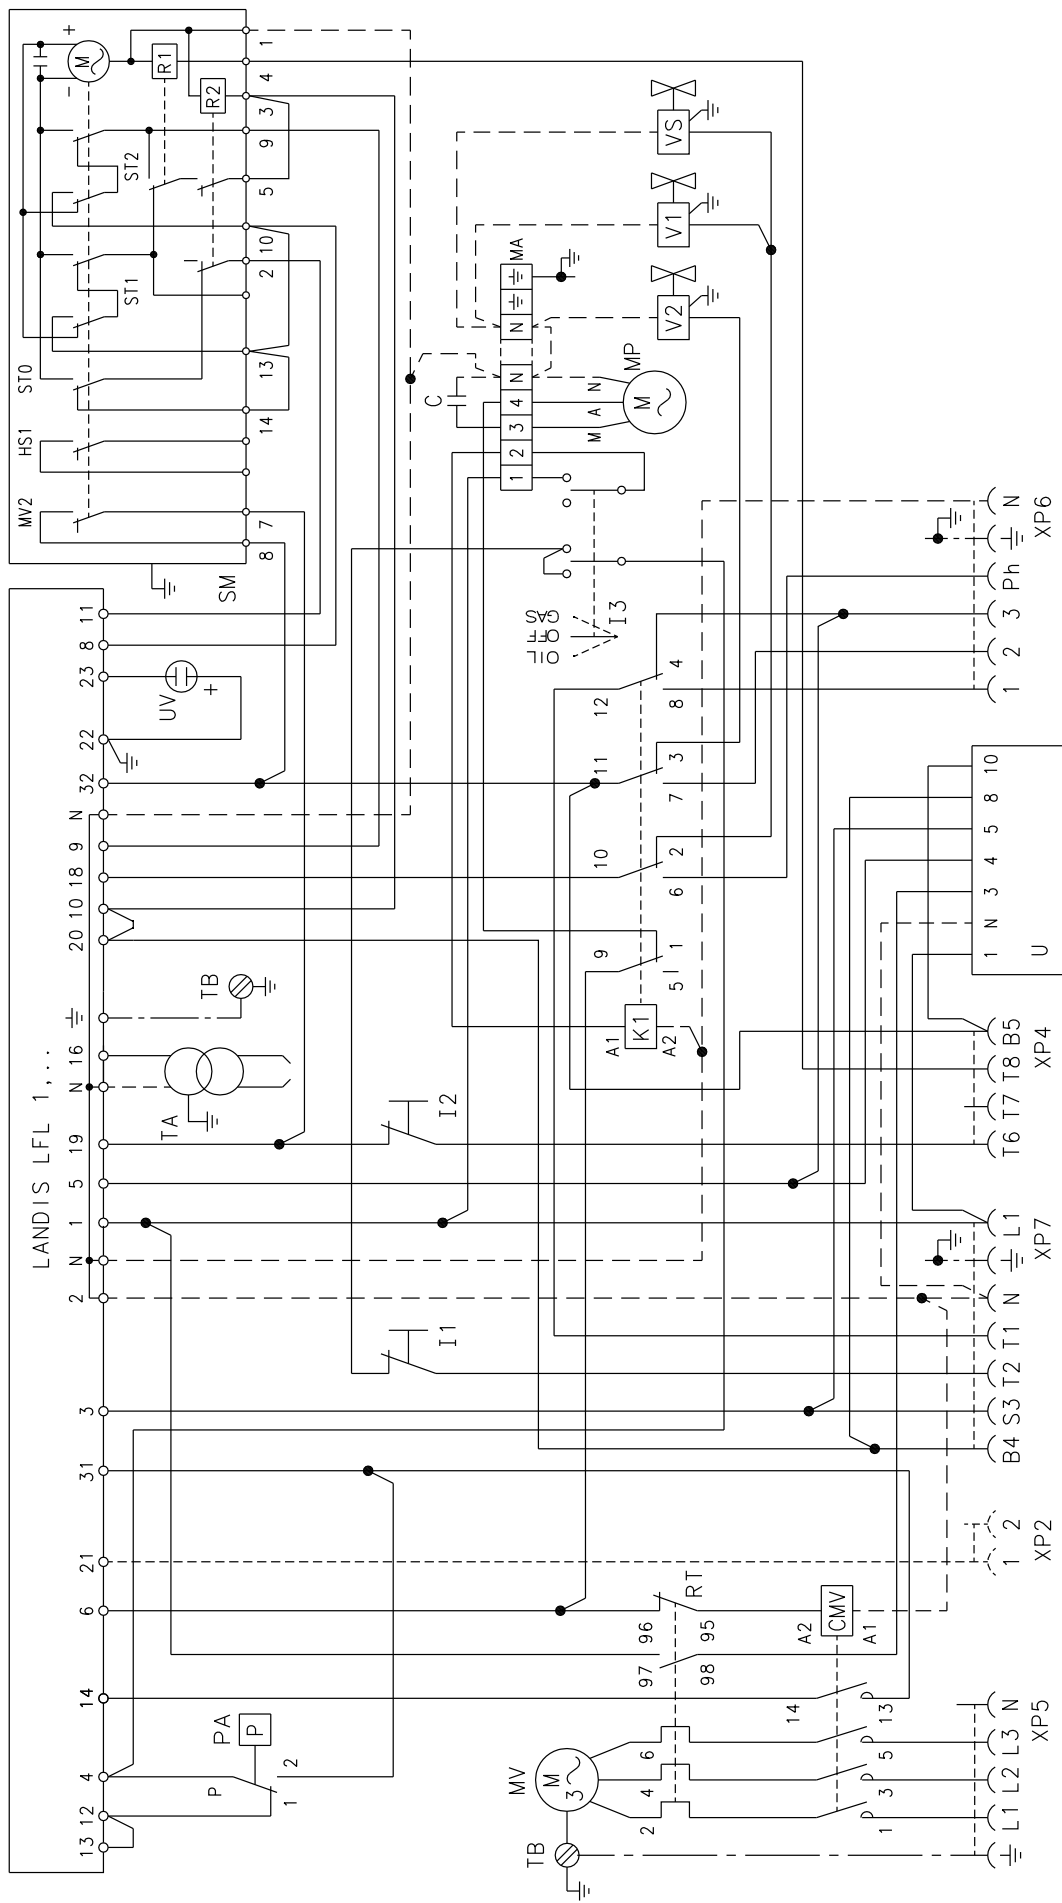 LANDIS LFL 1,..
MV2 HS1 ST0 ST1 ST2
− M +
R1
R2
13 12 4 14 6 21 31 3 2 N 1 5 19 N 16 20 10 18 9 N 32 22 23 8 11
8 7 14 13 2 10 5 9 3 4 1
SM
TA
TB
UV
+
P
PA
P
1 2
I1
I2
C
1 2 3 4 N N
MA
MV
M
3
TB
OIL OFF GAS
I3
M A N
M
MP
V2 V1 VS
2 4 6
97 96
RT
98 95
A1
K1
A2
9 10 11 12
5 1 6 2 7 3 8 4
14
A2
CMV
A1
1 3 5 13
1 N 3 4 5 8 10
U
L1 L2 L3 N
XP5
1 2
XP2
B4 S3 T2 T1 N L1
XP7
T6 T7 T8 B5
XP4
1 2 3 Ph N
XP6